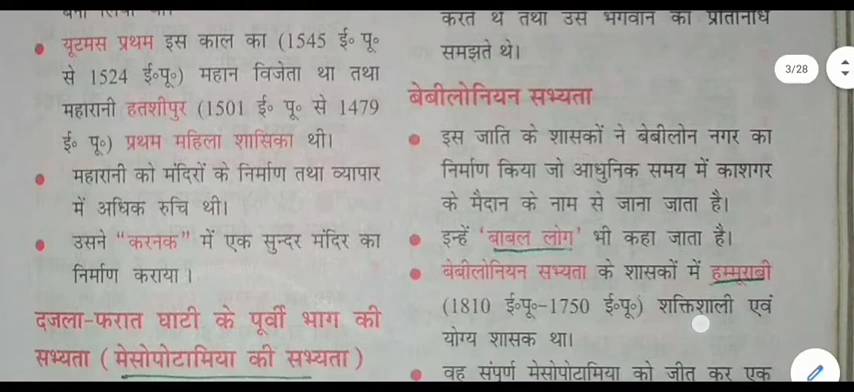 यूटमस प्रथम इस काल का (1545 ई॰ पू॰
से 1524 ई॰पू॰) महान विजेता था तथा
महारानी हतशीपुर (1501 ई॰ पू॰ से 1479
ई॰ पू॰) प्रथम महिला शासिका थी।
महारानी को मंदिरों के निर्माण तथा व्यापार
में अधिक रुचि थी।
उसने “करनक” में एक सुन्दर मंदिर का
निर्माण कराया ।
दजला-फरात घाटी के पूर्वी भाग की
सभ्यता ( मेसोपोटामिया की सभ्यता )
करते थे तथा उसे भगवान का प्रतिनिधि
समझते थे।
बेबीलोनियन सभ्यता
इस जाति के शासकों ने बेबीलोन नगर का
निर्माण किया जो आधुनिक समय में काशगर
के मैदान के नाम से जाना जाता है।
इन्हें ‘बाबल लोग’ भी कहा जाता है।
बेबीलोनियन सभ्यता के शासकों में हम्मूराबी
(1810 ई॰पू॰-1750 ई॰पू॰) शक्तिशाली एवं
योग्य शासक था।
वह संपूर्ण मेसोपोटामिया को जीत कर एक
3/28